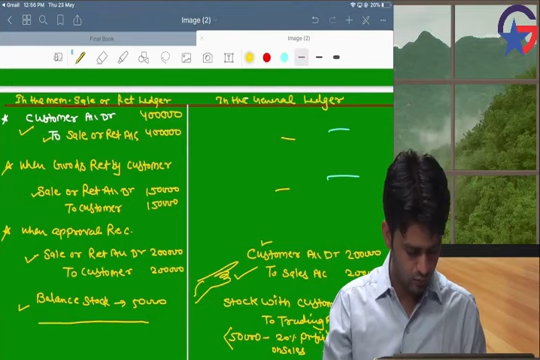 Gmail 12:56 PM Thu 23 May
Image (2)
20%
Final Book
Image (2)
In the mem. Sale or Ret Ledger
In the General Ledger
Customer A/c Dr 400000
To Sale or Ret A/c 400000
When Goods Ret by customer
Sale or Ret A/c Dr 150000
To Customer 150000
When approval Rec.
Sale or Ret A/c Dr 200000
To Customer 200000
Balance Stock → 50000
Customer A/c Dr 200000
To Sales A/c
Stock with
To Trading
(50000 - 20%
on Sales
G